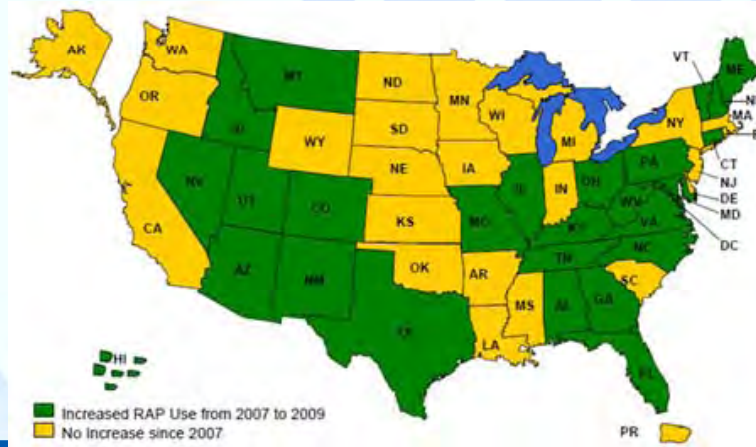 AK
WA
MT
ND
MN
VT
ME
OR
ID
SD
WI
MI
NY
MA
WY
NE
IA
PA
CT
NJ
NV
UT
CO
IL
IN
OH
WV
VA
DE
MD
DC
CA
KS
MO
KY
NC
AZ
NM
OK
AR
TN
SC
TX
MS
AL
GA
LA
FL
HI
PR
Increased RAP Use from 2007 to 2009
No Increase since 2007